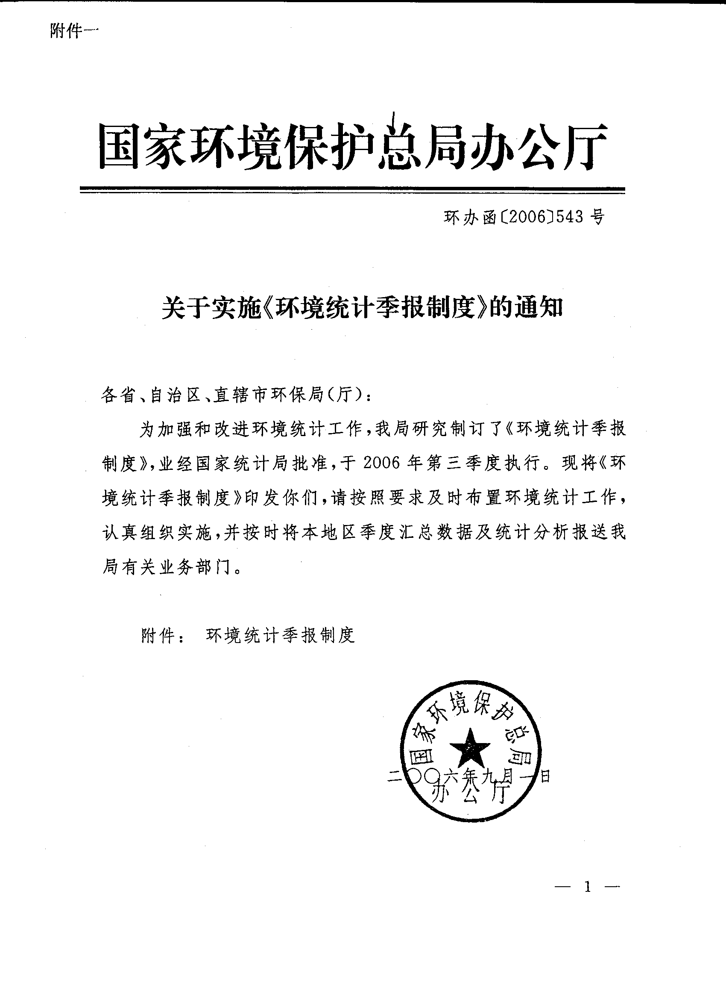 附件一
国家环境保护总局办公厅
环办函〔2006〕543 号
关于实施《环境统计季报制度》的通知
各省、自治区、直辖市环保局(厅):
为加强和改进环境统计工作,我局研究制订了《环境统计季报
制度》,业经国家统计局批准,于 2006 年第三季度执行。现将《环
境统计季报制度》印发你们,请按照要求及时布置环境统计工作,
认真组织实施,并按时将本地区季度汇总数据及统计分析报送我
局有关业务部门。
附件: 环境统计季报制度
国家环境保护总局
二〇〇六年九月一日
办公厅
— 1 —